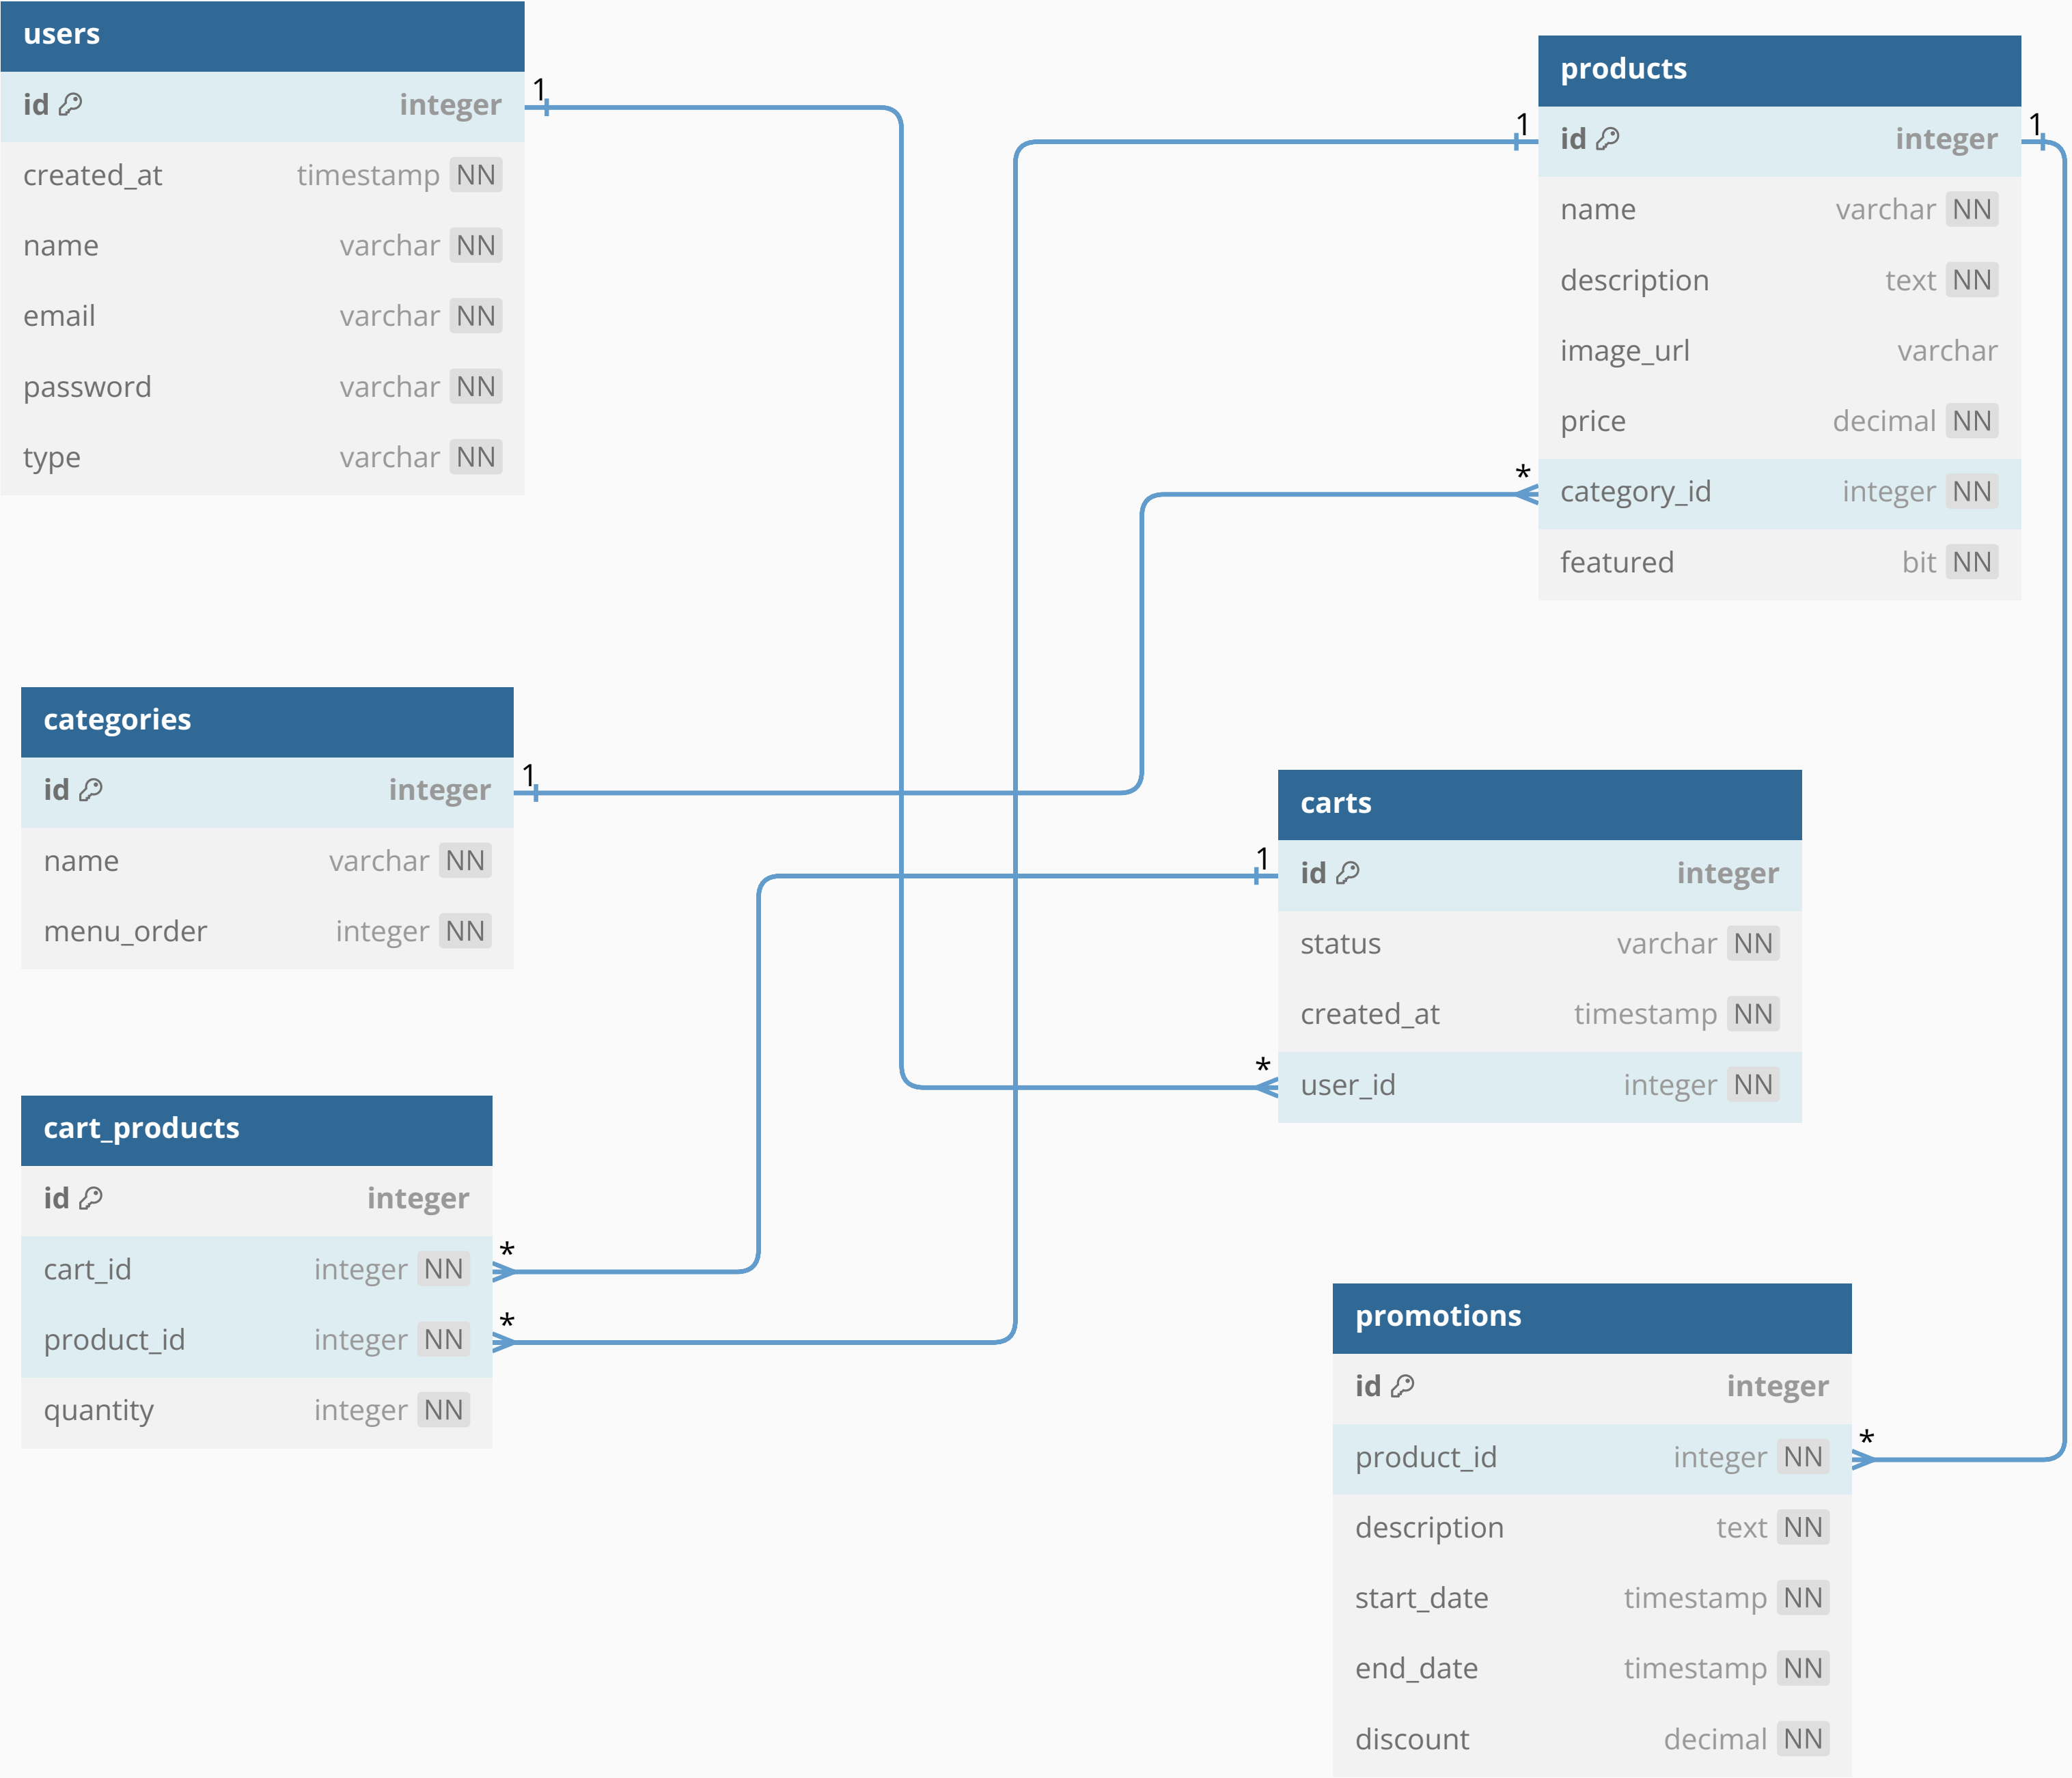 users
id integer
created_at timestamp NN
name varchar NN
email varchar NN
password varchar NN
type varchar NN
1
products
id integer
name varchar NN
description text NN
image_url varchar
price decimal NN
category_id integer NN
featured bit NN
1
1
*
categories
id integer
name varchar NN
menu_order integer NN
1
carts
id integer
status varchar NN
created_at timestamp NN
user_id integer NN
1
*
cart_products
id integer
cart_id integer NN
product_id integer NN
quantity integer NN
*
*
promotions
id integer
product_id integer NN
description text NN
start_date timestamp NN
end_date timestamp NN
discount decimal NN
*